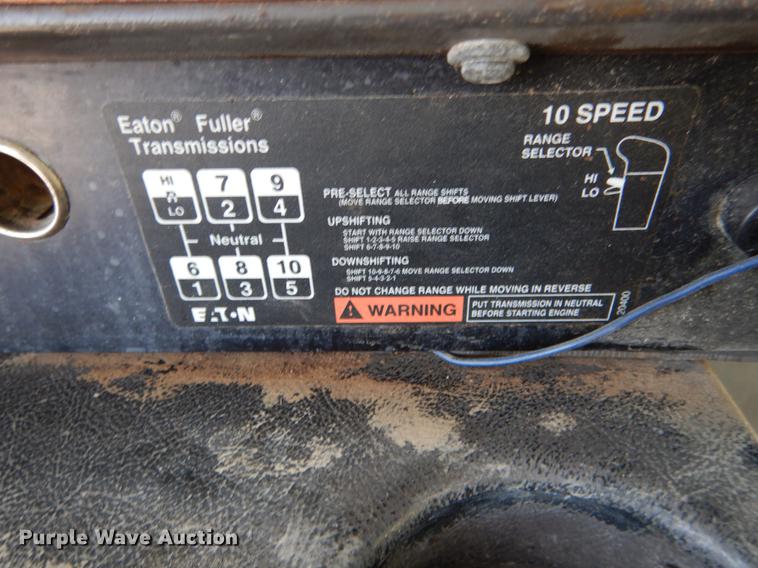 Eaton® Fuller®
Transmissions
10 SPEED
RANGE
SELECTOR
HI
LO
HI 7 9
R
LO 2 4
Neutral
6 8 10
1 3 5
EAT•N
PRE-SELECT ALL RANGE SHIFTS
(MOVE RANGE SELECTOR BEFORE MOVING SHIFT LEVER)
UPSHIFTING
START WITH RANGE SELECTOR DOWN
SHIFT 1-2-3-4-5 RAISE RANGE SELECTOR
SHIFT 6-7-8-9-10
DOWNSHIFTING
SHIFT 10-9-8-7-6 MOVE RANGE SELECTOR DOWN
SHIFT 5-4-3-2-1
DO NOT CHANGE RANGE WHILE MOVING IN REVERSE
WARNING
PUT TRANSMISSION IN NEUTRAL
BEFORE STARTING ENGINE
20400
Purple Wave Auction